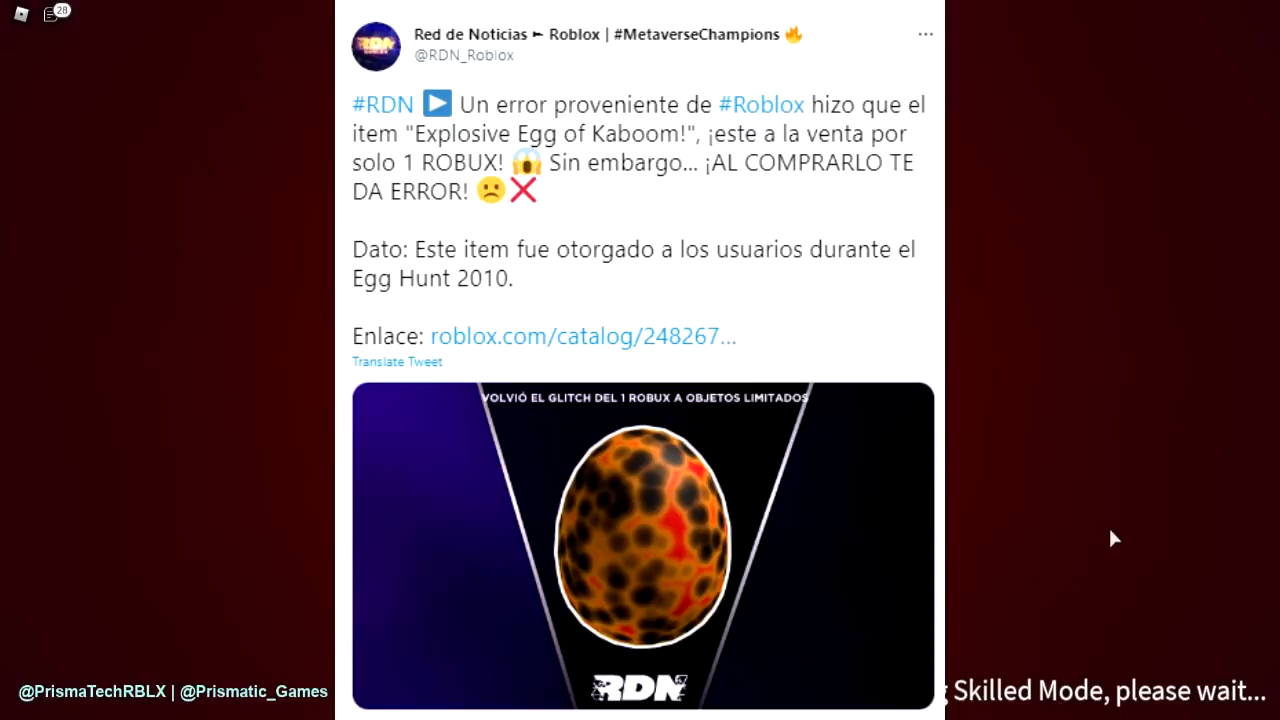 28
Red de Noticias ➼ Roblox | #MetaverseChampions 🔥
@RDN_Roblox
#RDN ▶️ Un error proveniente de #Roblox hizo que el
item "Explosive Egg of Kaboom!", ¡este a la venta por
solo 1 ROBUX! 😱 Sin embargo... ¡AL COMPRARLO TE
DA ERROR! 🙁❌
Dato: Este item fue otorgado a los usuarios durante el
Egg Hunt 2010.
Enlace: roblox.com/catalog/248267...
Translate Tweet
VOLVIÓ EL GLITCH DEL 1 ROBUX A OBJETOS LIMITADOS
RDN
@PrismaTechRBLX | @Prismatic_Games
Skilled Mode, please wait...